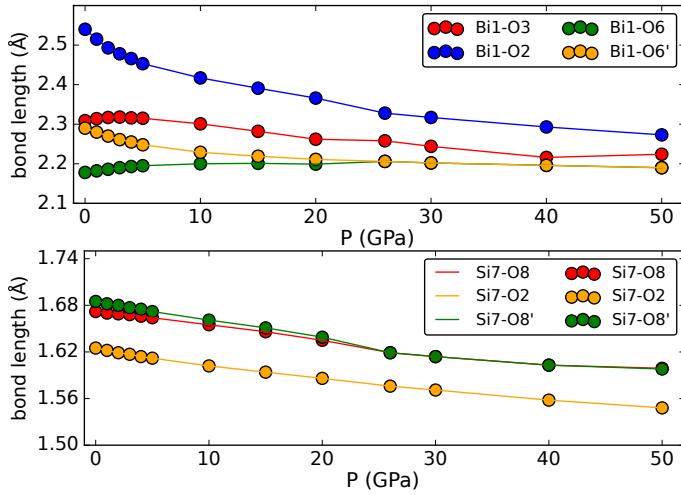 bond length (Å)
2.5
2.4
2.3
2.2
2.1
Bi1-O3 Bi1-O6
Bi1-O2 Bi1-O6'
0 10 20 30 40 50
P (GPa)
bond length (Å)
1.74
1.68
1.62
1.56
1.50
Si7-O8 Si7-O8
Si7-O2 Si7-O2
Si7-O8' Si7-O8'
0 10 20 30 40 50
P (GPa)